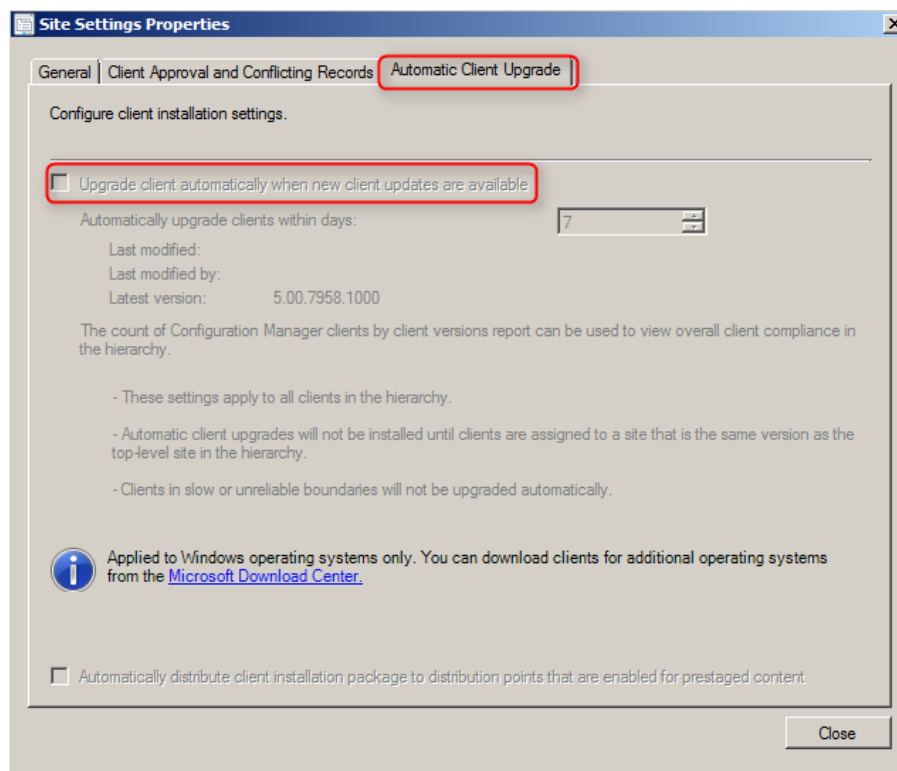 Site Settings Properties
General
Client Approval and Conflicting Records
Automatic Client Upgrade
Configure client installation settings.
Upgrade client automatically when new client updates are available
Automatically upgrade clients within days:
7
Last modified:
Last modified by:
Latest version: 5.00.7958.1000
The count of Configuration Manager clients by client versions report can be used to view overall client compliance in
the hierarchy.
- These settings apply to all clients in the hierarchy.
- Automatic client upgrades will not be installed until clients are assigned to a site that is the same version as the
top-level site in the hierarchy.
- Clients in slow or unreliable boundaries will not be upgraded automatically.
Applied to Windows operating systems only. You can download clients for additional operating systems
from the Microsoft Download Center.
Automatically distribute client installation package to distribution points that are enabled for prestaged content
Close